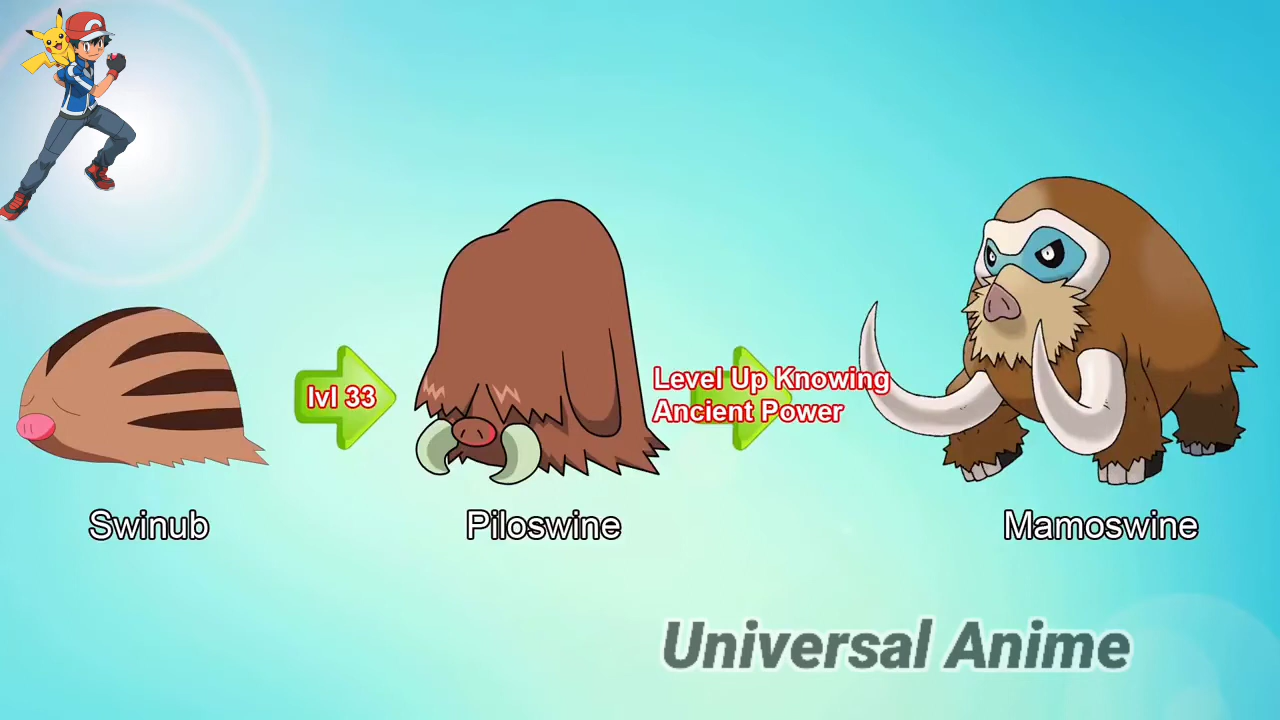 lvl 33
Level Up Knowing
Ancient Power
Swinub
Piloswine
Mamoswine
Universal Anime